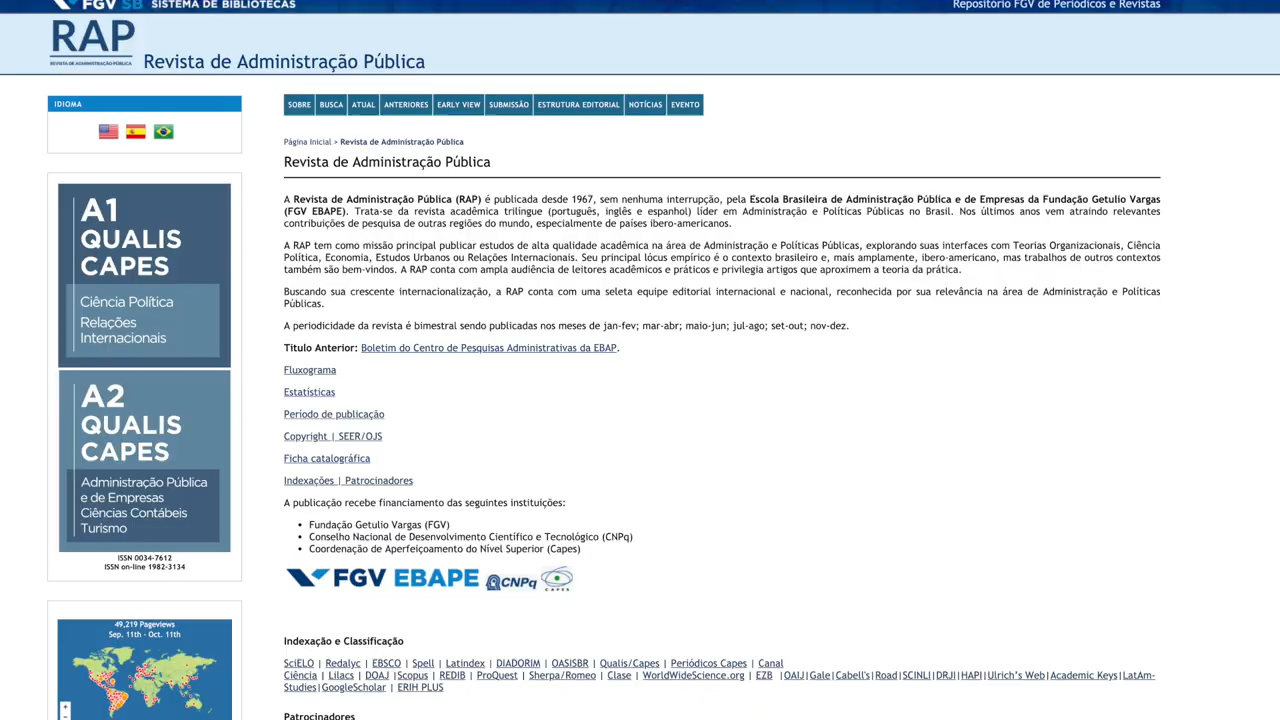 FGV SB SISTEMA DE BIBLIOTECAS
Repositório FGV de Periódicos e Revistas
RAP
REVISTA DE ADMINISTRAÇÃO PÚBLICA
Revista de Administração Pública
IDIOMA
SOBRE BUSCA ATUAL ANTERIORES EARLY VIEW SUBMISSÃO ESTRUTURA EDITORIAL NOTÍCIAS EVENTO
A1
QUALIS
CAPES
Ciência Política
Relações
Internacionais
A2
QUALIS
CAPES
Administração Pública
e de Empresas
Ciências Contábeis
Turismo
ISSN 0034-7612
ISSN on-line 1982-3134
49,219 Pageviews
Sep. 11th - Oct. 11th
Página Inicial > Revista de Administração Pública
Revista de Administração Pública
A Revista de Administração Pública (RAP) é publicada desde 1967, sem nenhuma interrupção, pela Escola Brasileira de Administração Pública e de Empresas da Fundação Getulio Vargas
(FGV EBAPE). Trata-se da revista acadêmica trilíngue (português, inglês e espanhol) líder em Administração e Políticas Públicas no Brasil. Nos últimos anos vem atraindo relevantes
contribuições de pesquisa de outras regiões do mundo, especialmente de países ibero-americanos.
A RAP tem como missão principal publicar estudos de alta qualidade acadêmica na área de Administração e Políticas Públicas, explorando suas interfaces com Teorias Organizacionais, Ciência
Política, Economia, Estudos Urbanos ou Relações Internacionais. Seu principal lócus empírico é o contexto brasileiro e, mais amplamente, ibero-americano, mas trabalhos de outros contextos
também são bem-vindos. A RAP conta com ampla audiência de leitores acadêmicos e práticos e privilegia artigos que aproximem a teoria da prática.
Buscando sua crescente internacionalização, a RAP conta com uma seleta equipe editorial internacional e nacional, reconhecida por sua relevância na área de Administração e Políticas
Públicas.
A periodicidade da revista é bimestral sendo publicadas nos meses de jan-fev; mar-abr; maio-jun; jul-ago; set-out; nov-dez.
Título Anterior: Boletim do Centro de Pesquisas Administrativas da EBAP.
Fluxograma
Estatísticas
Período de publicação
Copyright | SEER/OJS
Ficha catalográfica
Indexações | Patrocinadores
A publicação recebe financiamento das seguintes instituições:
• Fundação Getulio Vargas (FGV)
• Conselho Nacional de Desenvolvimento Científico e Tecnológico (CNPq)
• Coordenação de Aperfeiçoamento do Nível Superior (Capes)
FGV EBAPE CNPq CAPES
Indexação e Classificação
SciELO | Redalyc | EBSCO | Spell | Latindex | DIADORIM | OASISBR | Qualis/Capes | Periódicos Capes | Canal
Ciência | Lilacs | DOAJ |Scopus | REDIB | ProQuest | Sherpa/Romeo | Clase | WorldWideScience.org | EZB |OAIJ|Gale|Cabell's|Road|SCINLI|DRJI|HAPI|Ulrich's Web|Academic Keys|LatAm-
Studies|GoogleScholar | ERIH PLUS
Patrocinadores